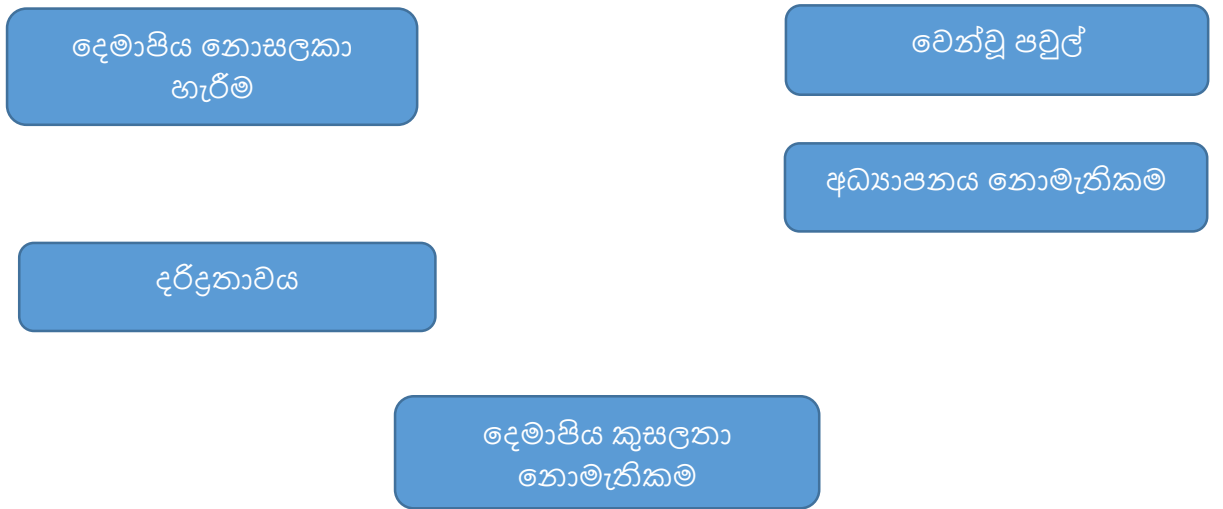 දෙමාපිය නොසලකා
හැරීම
වෙන්වූ පවුල්
අධ්‍යාපනය නොමැතිකම
දරිද්‍රතාවය
දෙමාපිය කුසලතා
නොමැතිකම